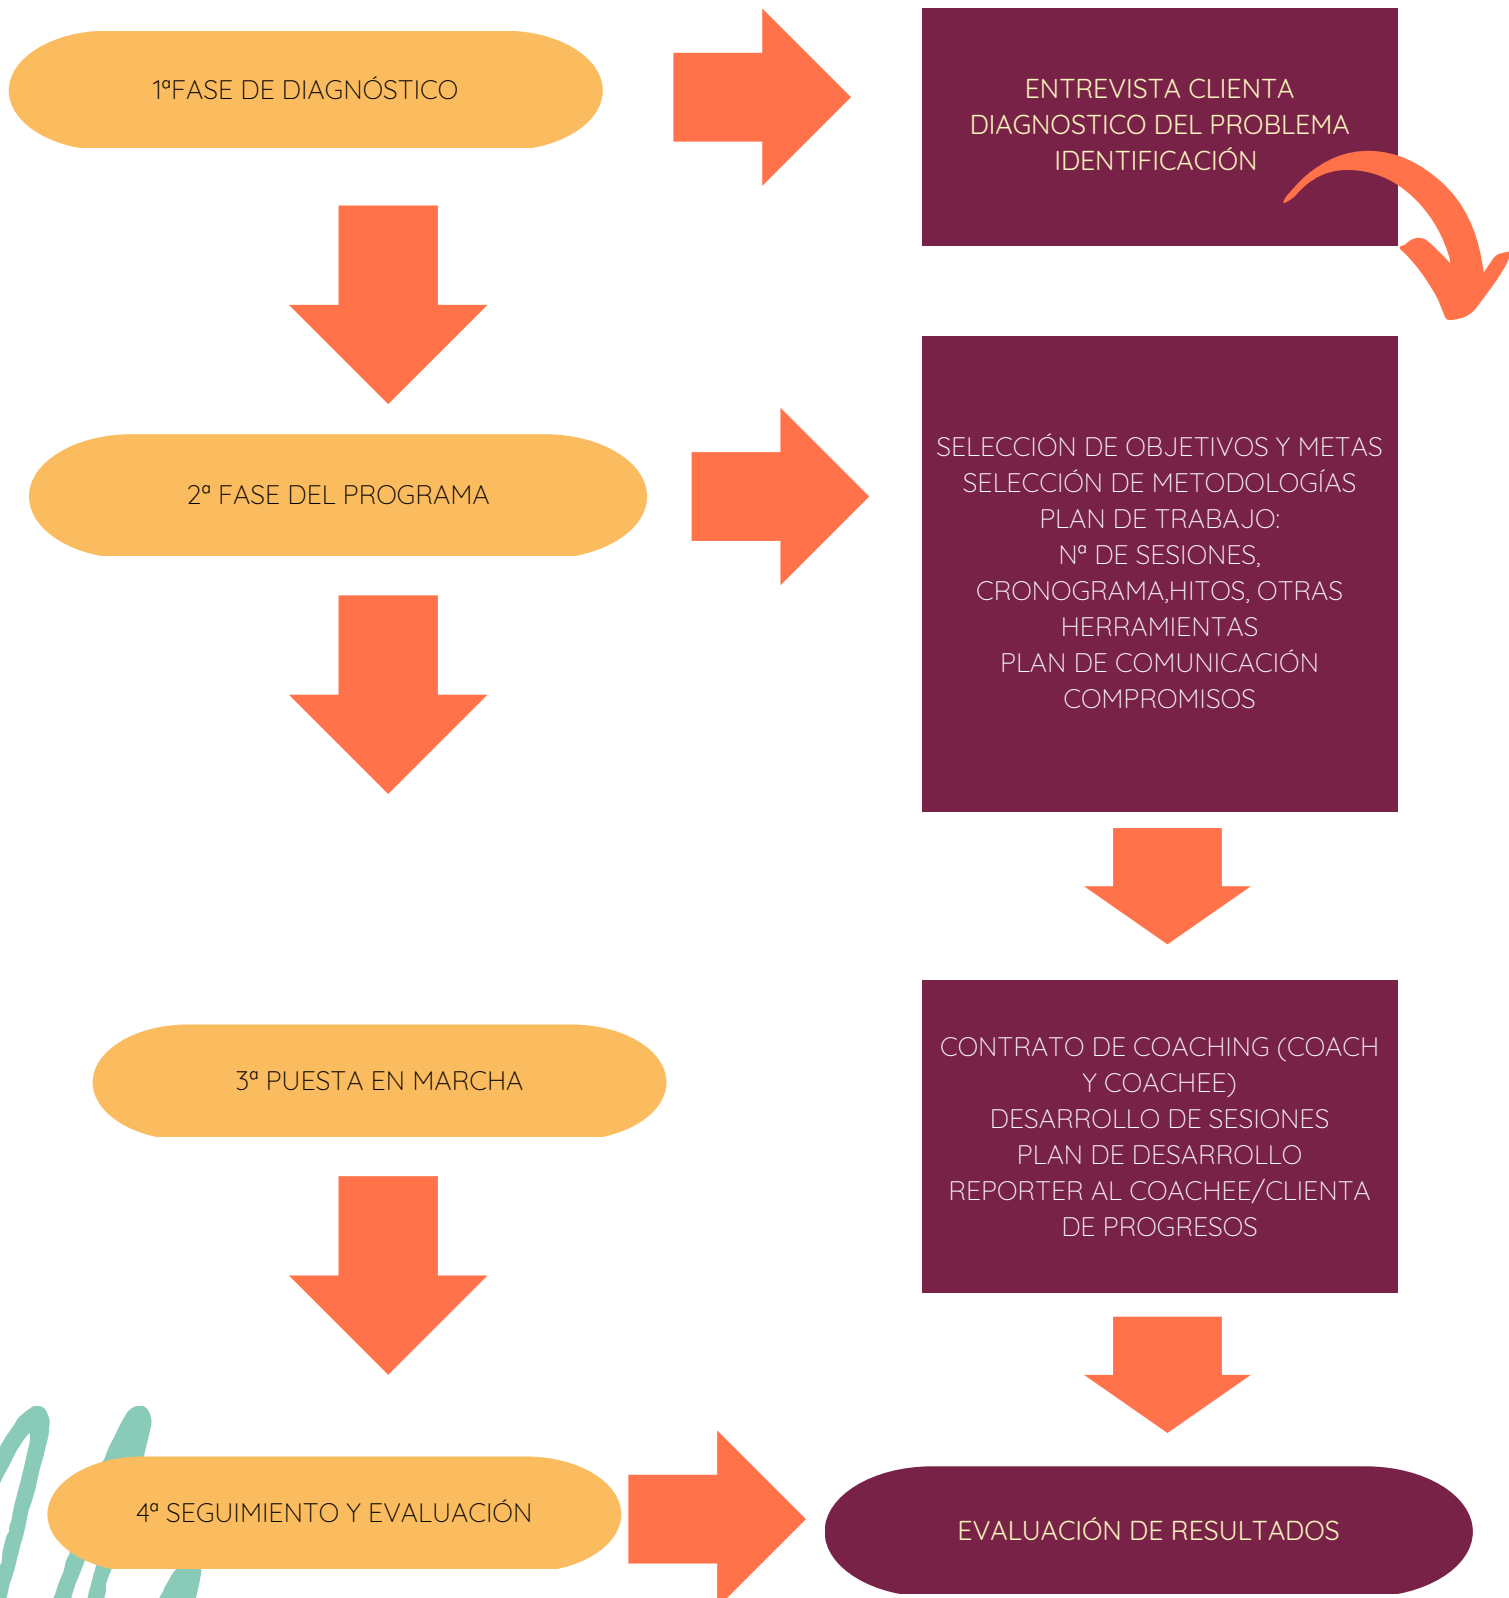 1ªFASE DE DIAGNÓSTICO
ENTREVISTA CLIENTA
DIAGNOSTICO DEL PROBLEMA
IDENTIFICACIÓN
2ª FASE DEL PROGRAMA
SELECCIÓN DE OBJETIVOS Y METAS
SELECCIÓN DE METODOLOGÍAS
PLAN DE TRABAJO:
Nª DE SESIONES,
CRONOGRAMA,HITOS, OTRAS
HERRAMIENTAS
PLAN DE COMUNICACIÓN
COMPROMISOS
3ª PUESTA EN MARCHA
CONTRATO DE COACHING (COACH
Y COACHEE)
DESARROLLO DE SESIONES
PLAN DE DESARROLLO
REPORTER AL COACHEE/CLIENTA
DE PROGRESOS
4ª SEGUIMIENTO Y EVALUACIÓN
EVALUACIÓN DE RESULTADOS